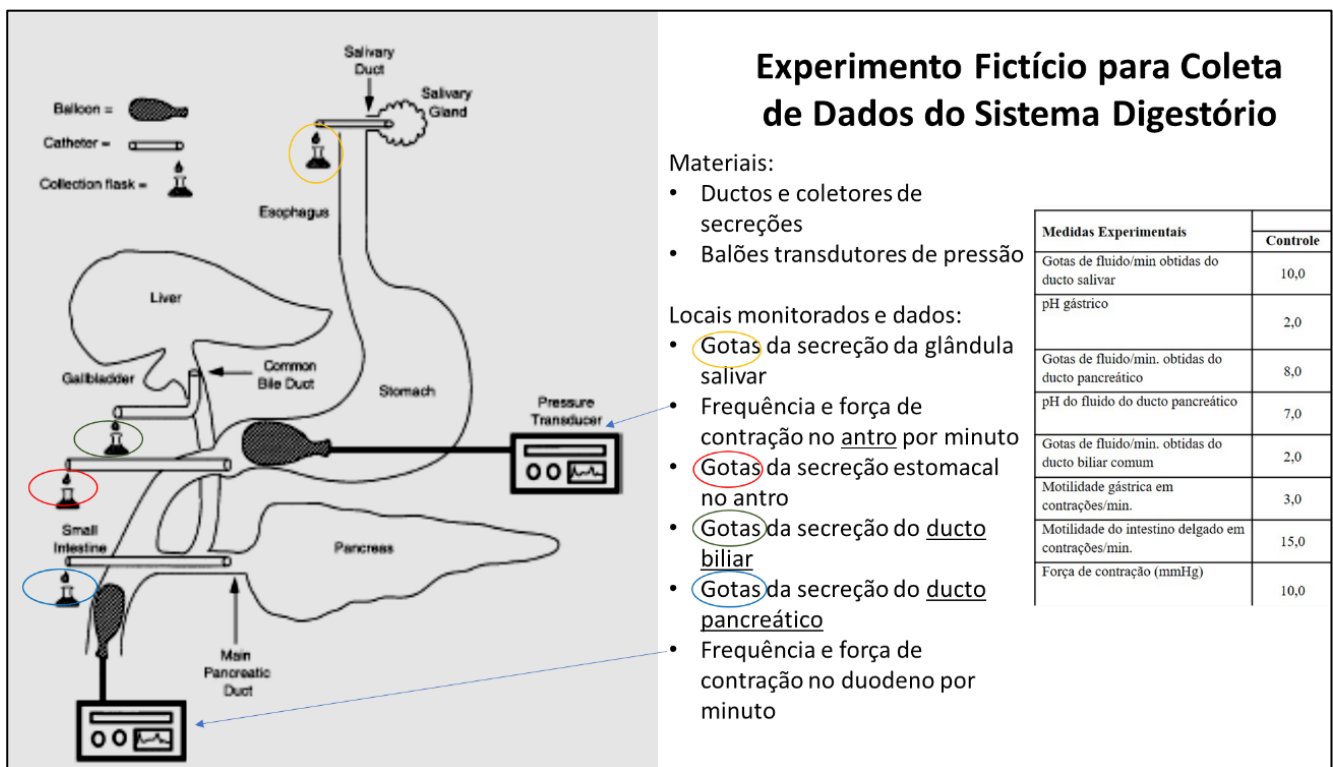 Salivary
Duct
Salivary
Gland
Balloon =
Catheter =
Collection flask =
Esophagus
Liver
Gallbladder
Common
Bile Duct
Stomach
Pressure
Transducer
Small
Intestine
Pancreas
Main
Pancreatic
Duct
Experimento Fictício para Coleta
de Dados do Sistema Digestório
Materiais:
• Ductos e coletores de
secreções
• Balões transdutores de pressão
Locais monitorados e dados:
• Gotas da secreção da glândula
salivar
• Frequência e força de
contração no antro por minuto
• Gotas da secreção estomacal
no antro
• Gotas da secreção do ducto
biliar
• Gotas da secreção do ducto
pancreático
• Frequência e força de
contração no duodeno por
minuto
Medidas Experimentais
Controle
Gotas de fluido/min obtidas do
ducto salivar
10,0
pH gástrico
2,0
Gotas de fluido/min. obtidas do
ducto pancreático
8,0
pH do fluido do ducto pancreático
7,0
Gotas de fluido/min. obtidas do
ducto biliar comum
2,0
Motilidade gástrica em
contrações/min.
3,0
Motilidade do intestino delgado em
contrações/min.
15,0
Força de contração (mmHg)
10,0